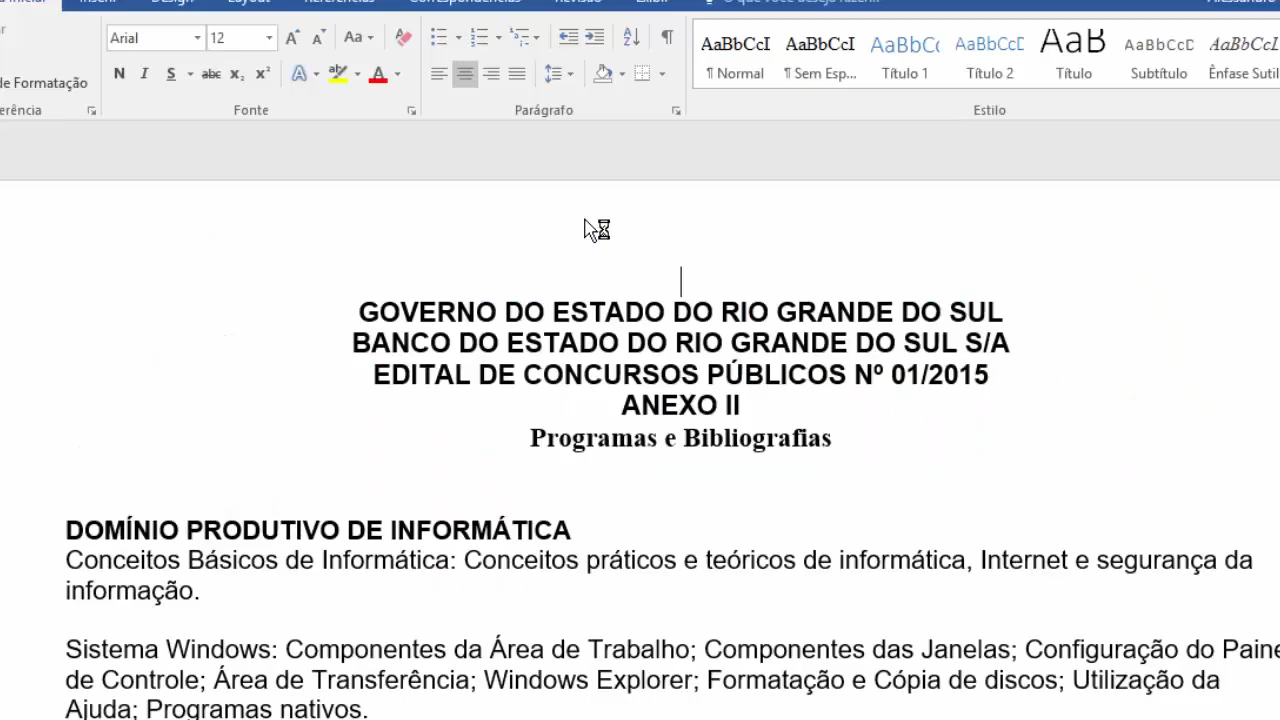 Arial
12
Aa
N I S abc x₂ x²
de Formatação
Fonte
Parágrafo
Estilo
AaBbCcI
¶ Normal
AaBbCcI
¶ Sem Esp...
AaBbC
Título 1
AaBbCc
Título 2
AaB
Título
AaBbCcD
Subtítulo
AaBbCcI
Ênfase Sutil
GOVERNO DO ESTADO DO RIO GRANDE DO SUL
BANCO DO ESTADO DO RIO GRANDE DO SUL S/A
EDITAL DE CONCURSOS PÚBLICOS Nº 01/2015
ANEXO II
Programas e Bibliografias
DOMÍNIO PRODUTIVO DE INFORMÁTICA
Conceitos Básicos de Informática: Conceitos práticos e teóricos de informática, Internet e segurança da
informação.
Sistema Windows: Componentes da Área de Trabalho; Componentes das Janelas; Configuração do Paine
de Controle; Área de Transferência; Windows Explorer; Formatação e Cópia de discos; Utilização da
Ajuda; Programas nativos.